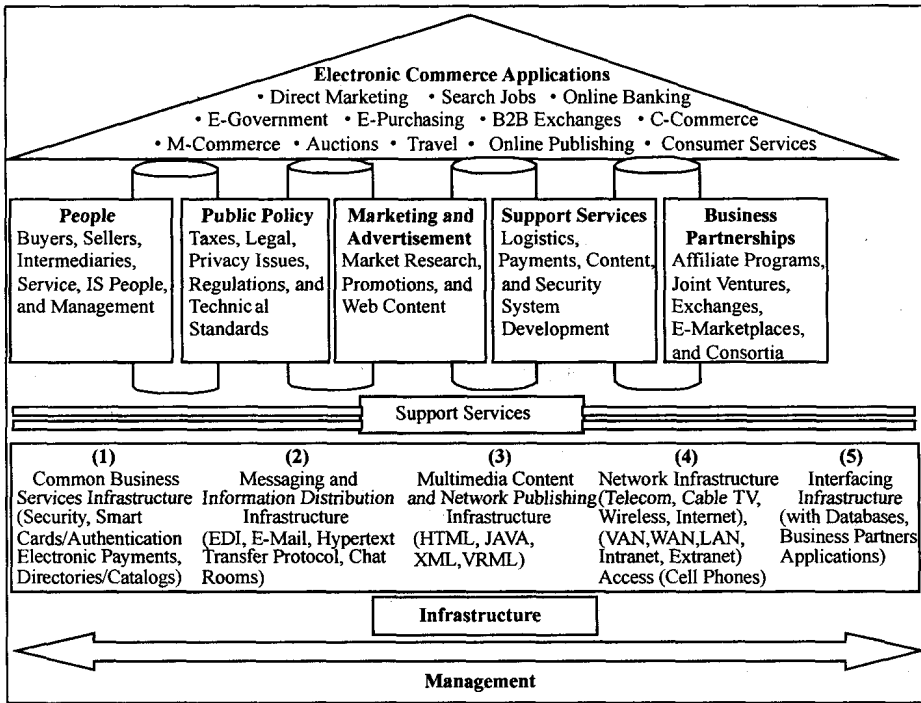 Electronic Commerce Applications
• Direct Marketing • Search Jobs • Online Banking
• E-Government • E-Purchasing • B2B Exchanges • C-Commerce
• M-Commerce • Auctions • Travel • Online Publishing • Consumer Services
People
Buyers, Sellers,
Intermediaries,
Service, IS People,
and Management
Public Policy
Taxes, Legal,
Privacy Issues,
Regulations, and
Technical
Standards
Marketing and
Advertisement
Market Research,
Promotions, and
Web Content
Support Services
Logistics,
Payments, Content,
and Security
System
Development
Business
Partnerships
Affiliate Programs,
Joint Ventures,
Exchanges,
E-Marketplaces,
and Consortia
Support Services
(1)
Common Business
Services Infrastructure
(Security, Smart
Cards/Authentication
Electronic Payments,
Directories/Catalogs)
(2)
Messaging and
Information Distribution
Infrastructure
(EDI, E-Mail, Hypertext
Transfer Protocol, Chat
Rooms)
(3)
Multimedia Content
and Network Publishing
Infrastructure
(HTML, JAVA,
XML,VRML)
(4)
Network Infrastructure
(Telecom, Cable TV,
Wireless, Internet),
(VAN,WAN,LAN,
Intranet, Extranet)
Access (Cell Phones)
(5)
Interfacing
Infrastructure
(with Databases,
Business Partners
Applications)
Infrastructure
Management